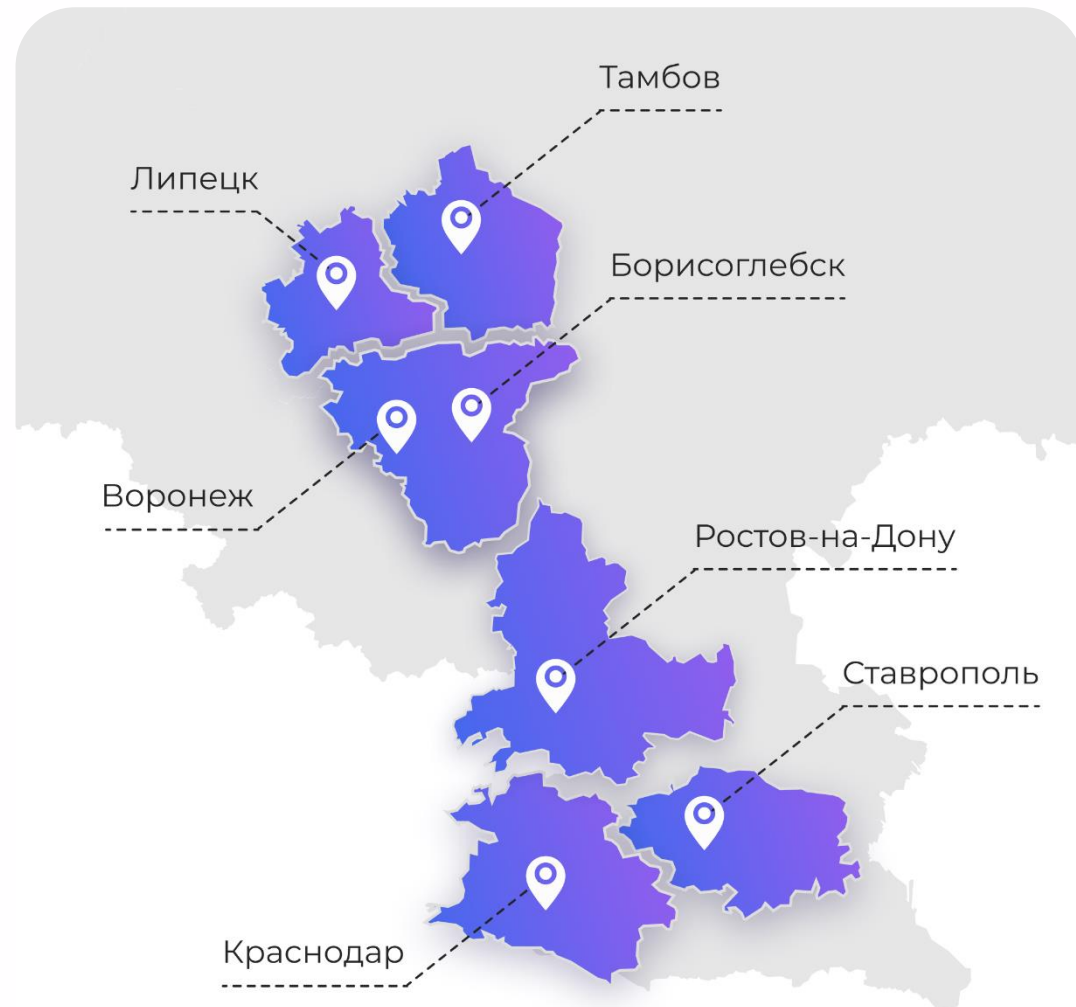 Тамбов
Липецк
Борисоглебск
Воронеж
Ростов-на-Дону
Ставрополь
Краснодар